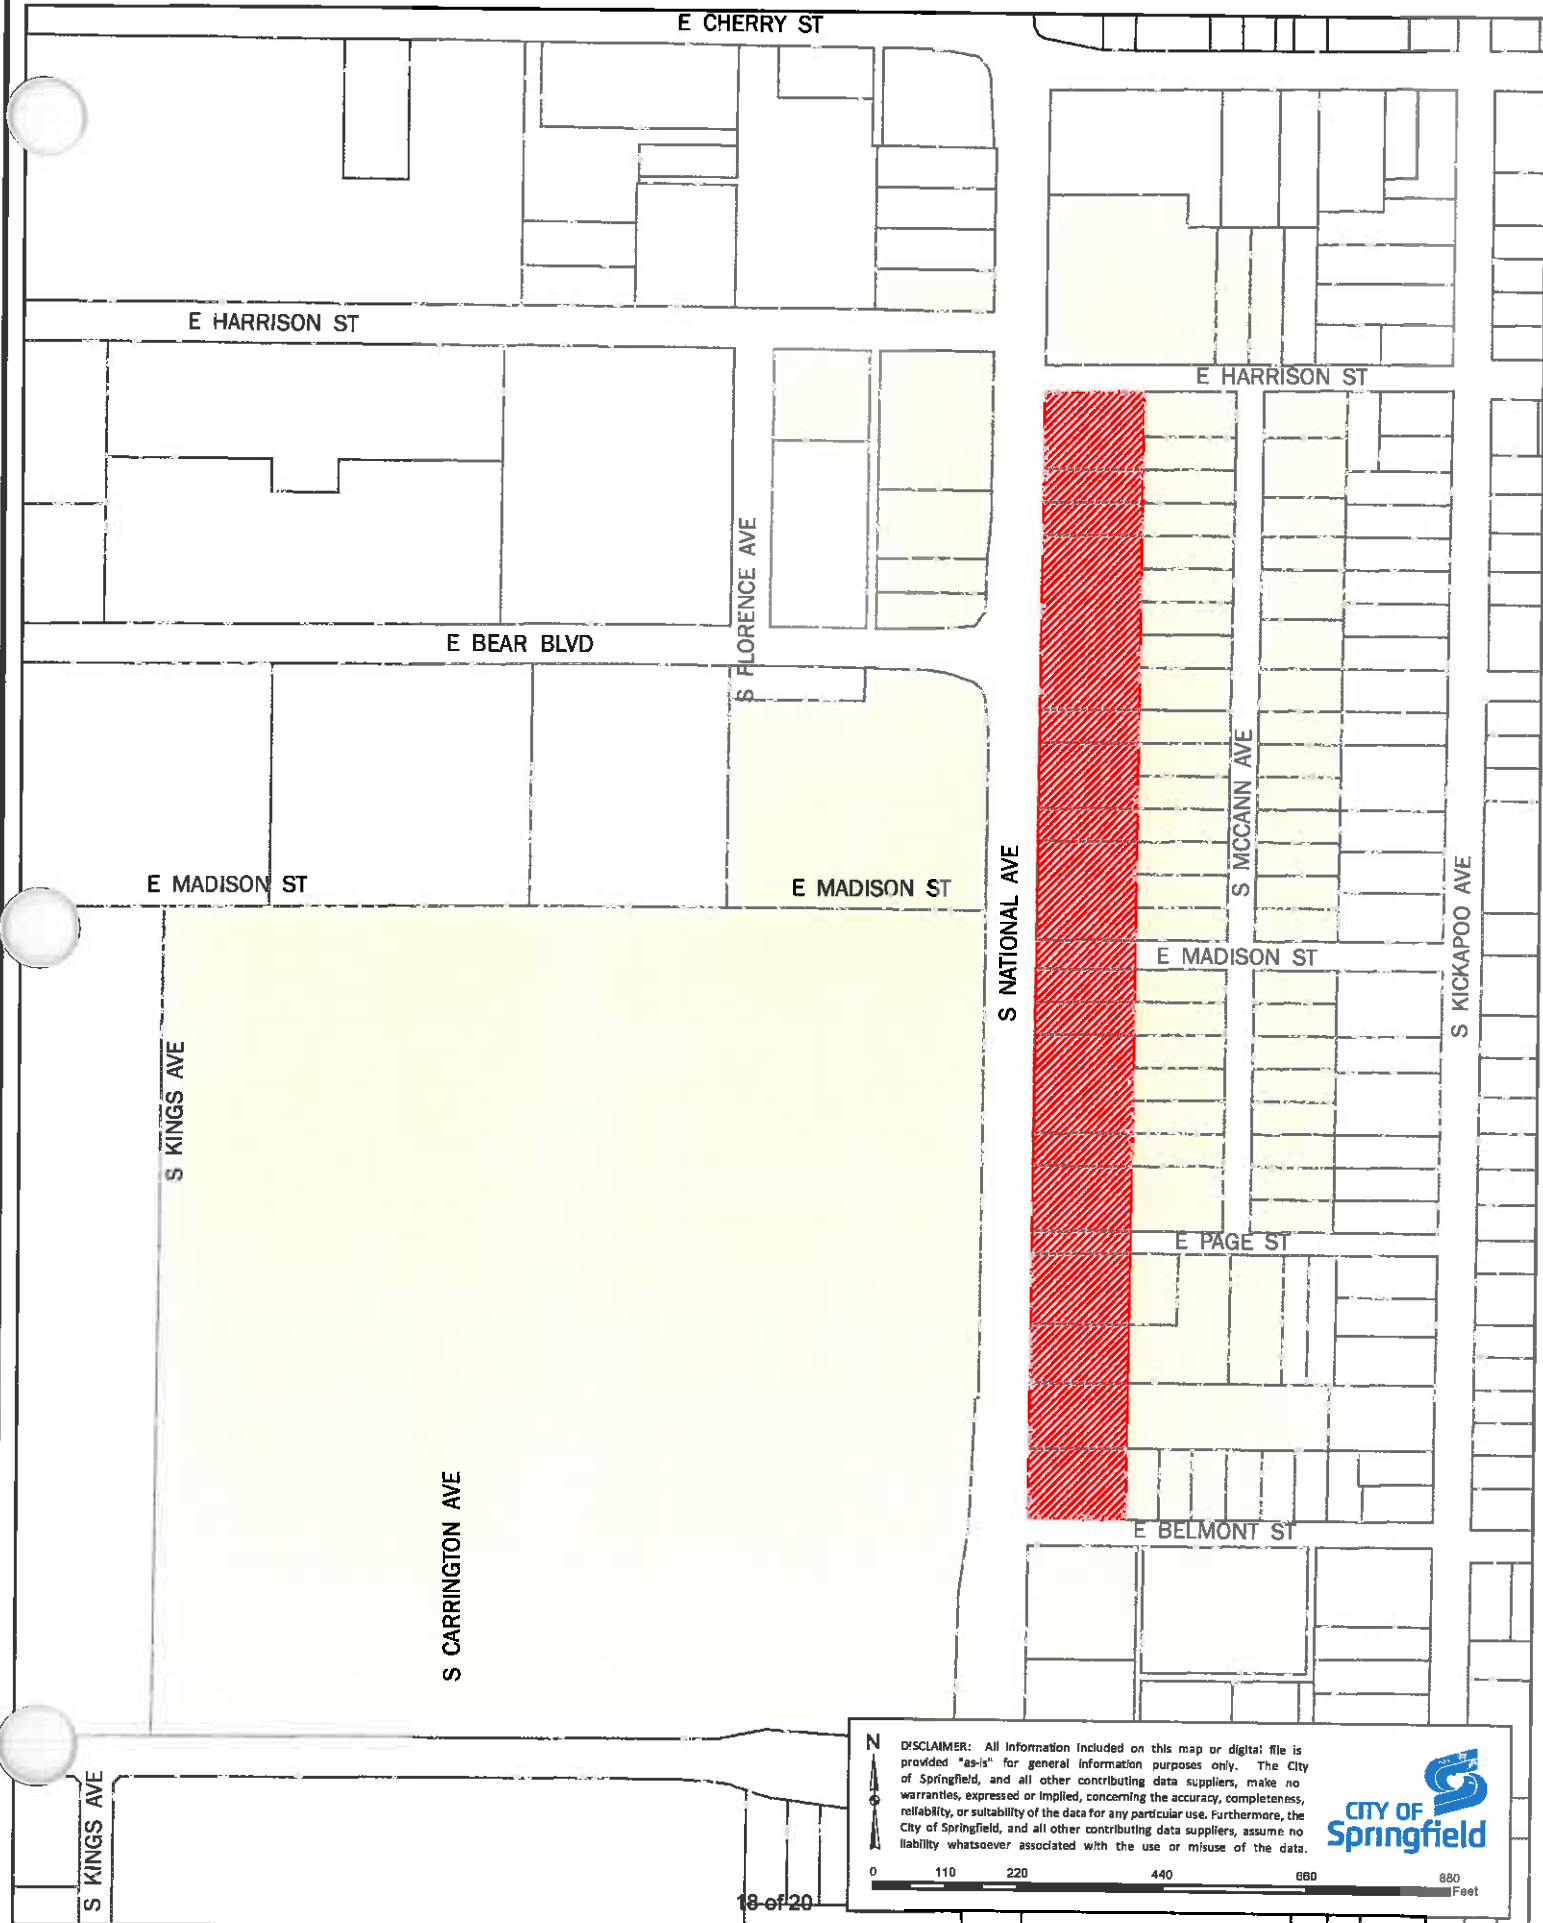 E CHERRY ST
E HARRISON ST
E HARRISON ST
S FLORENCE AVE
E BEAR BLVD
S MCCANN AVE
E MADISON ST
E MADISON ST
S NATIONAL AVE
S KICKAPOO AVE
E MADISON ST
S KINGS AVE
E PAGE ST
S CARRINGTON AVE
E BELMONT ST
S KINGS AVE
N
DISCLAIMER: All information included on this map or digital file is
provided "as-is" for general information purposes only. The City
of Springfield, and all other contributing data suppliers, make no
warranties, expressed or implied, concerning the accuracy, completeness,
reliability, or suitability of the data for any particular use. Furthermore, the
City of Springfield, and all other contributing data suppliers, assume no
liability whatsoever associated with the use or misuse of the data.
CITY OF
Springfield
0 110 220 440 660 880
Feet
18 of 20